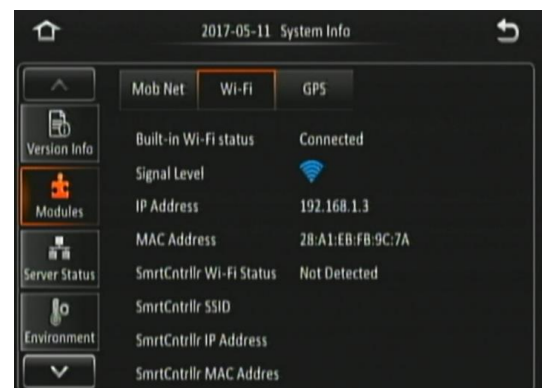 2017-05-11 System Info
Mob Net Wi-Fi GPS
Version Info
Modules
Server Status
Environment
Built-in Wi-Fi status Connected
Signal Level
IP Address 192.168.1.3
MAC Address 28:A1:EB:FB:9C:7A
SmrtCntrllr Wi-Fi Status Not Detected
SmrtCntrllr SSID
SmrtCntrllr IP Address
SmrtCntrllr MAC Addres